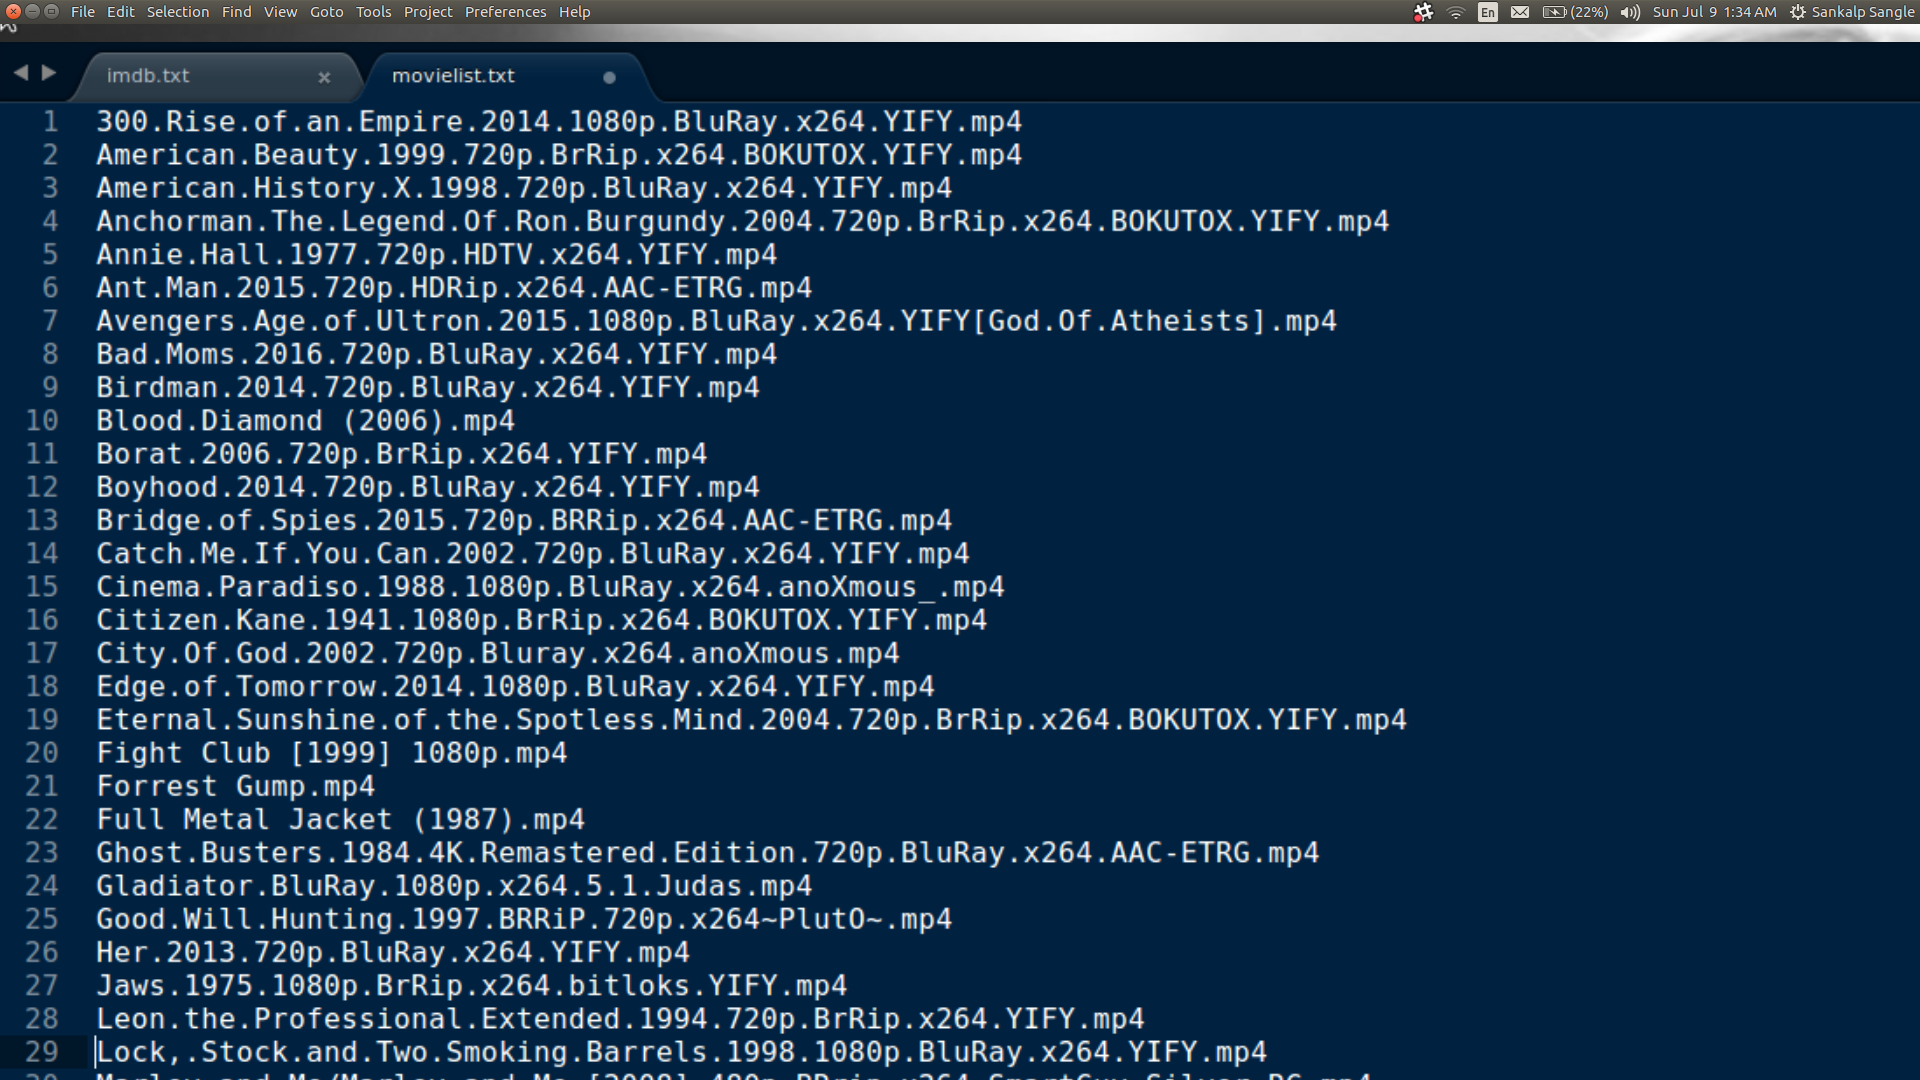 File Edit Selection Find View Goto Tools Project Preferences Help En (22%) Sun Jul 9 1:34 AM Sankalp Sangle
imdb.txt movielist.txt
1 300.Rise.of.an.Empire.2014.1080p.BluRay.x264.YIFY.mp4
2 American.Beauty.1999.720p.BrRip.x264.BOKUTOX.YIFY.mp4
3 American.History.X.1998.720p.BluRay.x264.YIFY.mp4
4 Anchorman.The.Legend.Of.Ron.Burgundy.2004.720p.BrRip.x264.BOKUTOX.YIFY.mp4
5 Annie.Hall.1977.720p.HDTV.x264.YIFY.mp4
6 Ant.Man.2015.720p.HDRip.x264.AAC-ETRG.mp4
7 Avengers.Age.of.Ultron.2015.1080p.BluRay.x264.YIFY[God.Of.Atheists].mp4
8 Bad.Moms.2016.720p.BluRay.x264.YIFY.mp4
9 Birdman.2014.720p.BluRay.x264.YIFY.mp4
10 Blood.Diamond (2006).mp4
11 Borat.2006.720p.BrRip.x264.YIFY.mp4
12 Boyhood.2014.720p.BluRay.x264.YIFY.mp4
13 Bridge.of.Spies.2015.720p.BRRip.x264.AAC-ETRG.mp4
14 Catch.Me.If.You.Can.2002.720p.BluRay.x264.YIFY.mp4
15 Cinema.Paradiso.1988.1080p.BluRay.x264.anoXmous_.mp4
16 Citizen.Kane.1941.1080p.BrRip.x264.BOKUTOX.YIFY.mp4
17 City.Of.God.2002.720p.Bluray.x264.anoXmous.mp4
18 Edge.of.Tomorrow.2014.1080p.BluRay.x264.YIFY.mp4
19 Eternal.Sunshine.of.the.Spotless.Mind.2004.720p.BrRip.x264.BOKUTOX.YIFY.mp4
20 Fight Club [1999] 1080p.mp4
21 Forrest Gump.mp4
22 Full Metal Jacket (1987).mp4
23 Ghost.Busters.1984.4K.Remastered.Edition.720p.BluRay.x264.AAC-ETRG.mp4
24 Gladiator.BluRay.1080p.x264.5.1.Judas.mp4
25 Good.Will.Hunting.1997.BRRiP.720p.x264~PlutO~.mp4
26 Her.2013.720p.BluRay.x264.YIFY.mp4
27 Jaws.1975.1080p.BrRip.x264.bitloks.YIFY.mp4
28 Leon.the.Professional.Extended.1994.720p.BrRip.x264.YIFY.mp4
29 Lock,.Stock.and.Two.Smoking.Barrels.1998.1080p.BluRay.x264.YIFY.mp4